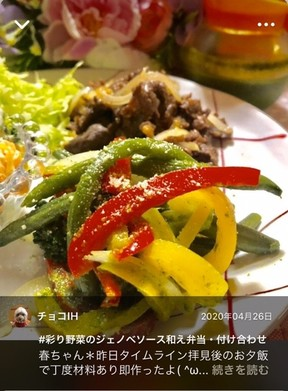 チョコIH
2020年04月26日
#彩り野菜のジェノベソース和え弁当・付け合わせ
春ちゃん＊昨日タイムライン拝見後のお夕飯
で丁度材料あり即作ったよ( ^ω... 続きを読む